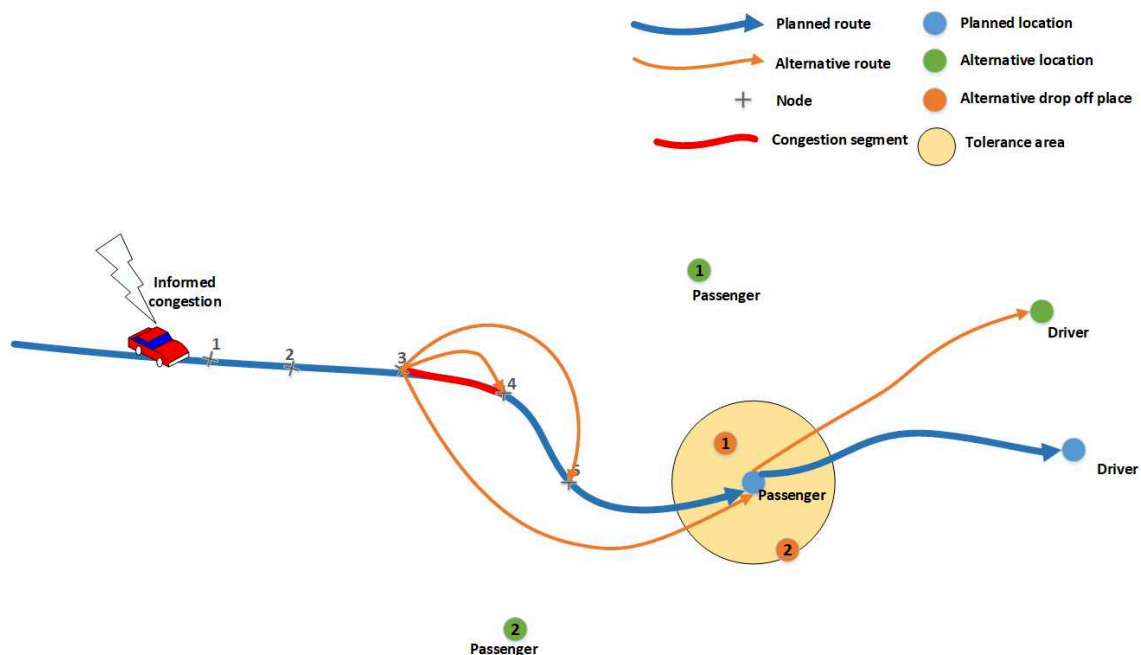 Planned route
Planned location
Alternative route
Alternative location
Node
Alternative drop off place
Congestion segment
Tolerance area
Informed
congestion
1
Passenger
1
2
3
4
Driver
1
5
Passenger
Driver
2
2
Passenger